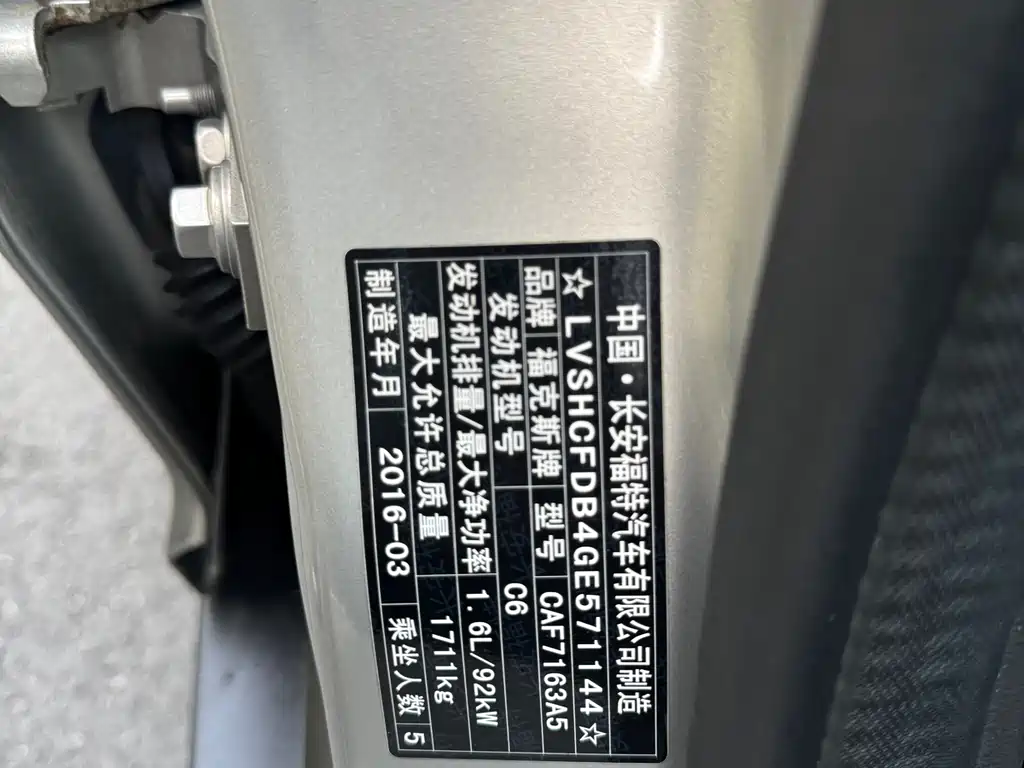 中国·长安福特汽车有限公司制造
☆LVSHCFDB4GE571144☆
品牌 福克斯牌 型号 CAF7163A5
发动机型号 C6
发动机排量/最大净功率 1.6L/92kW
最大允许总质量 1711kg
制造年月 2016-03 乘坐人数 5